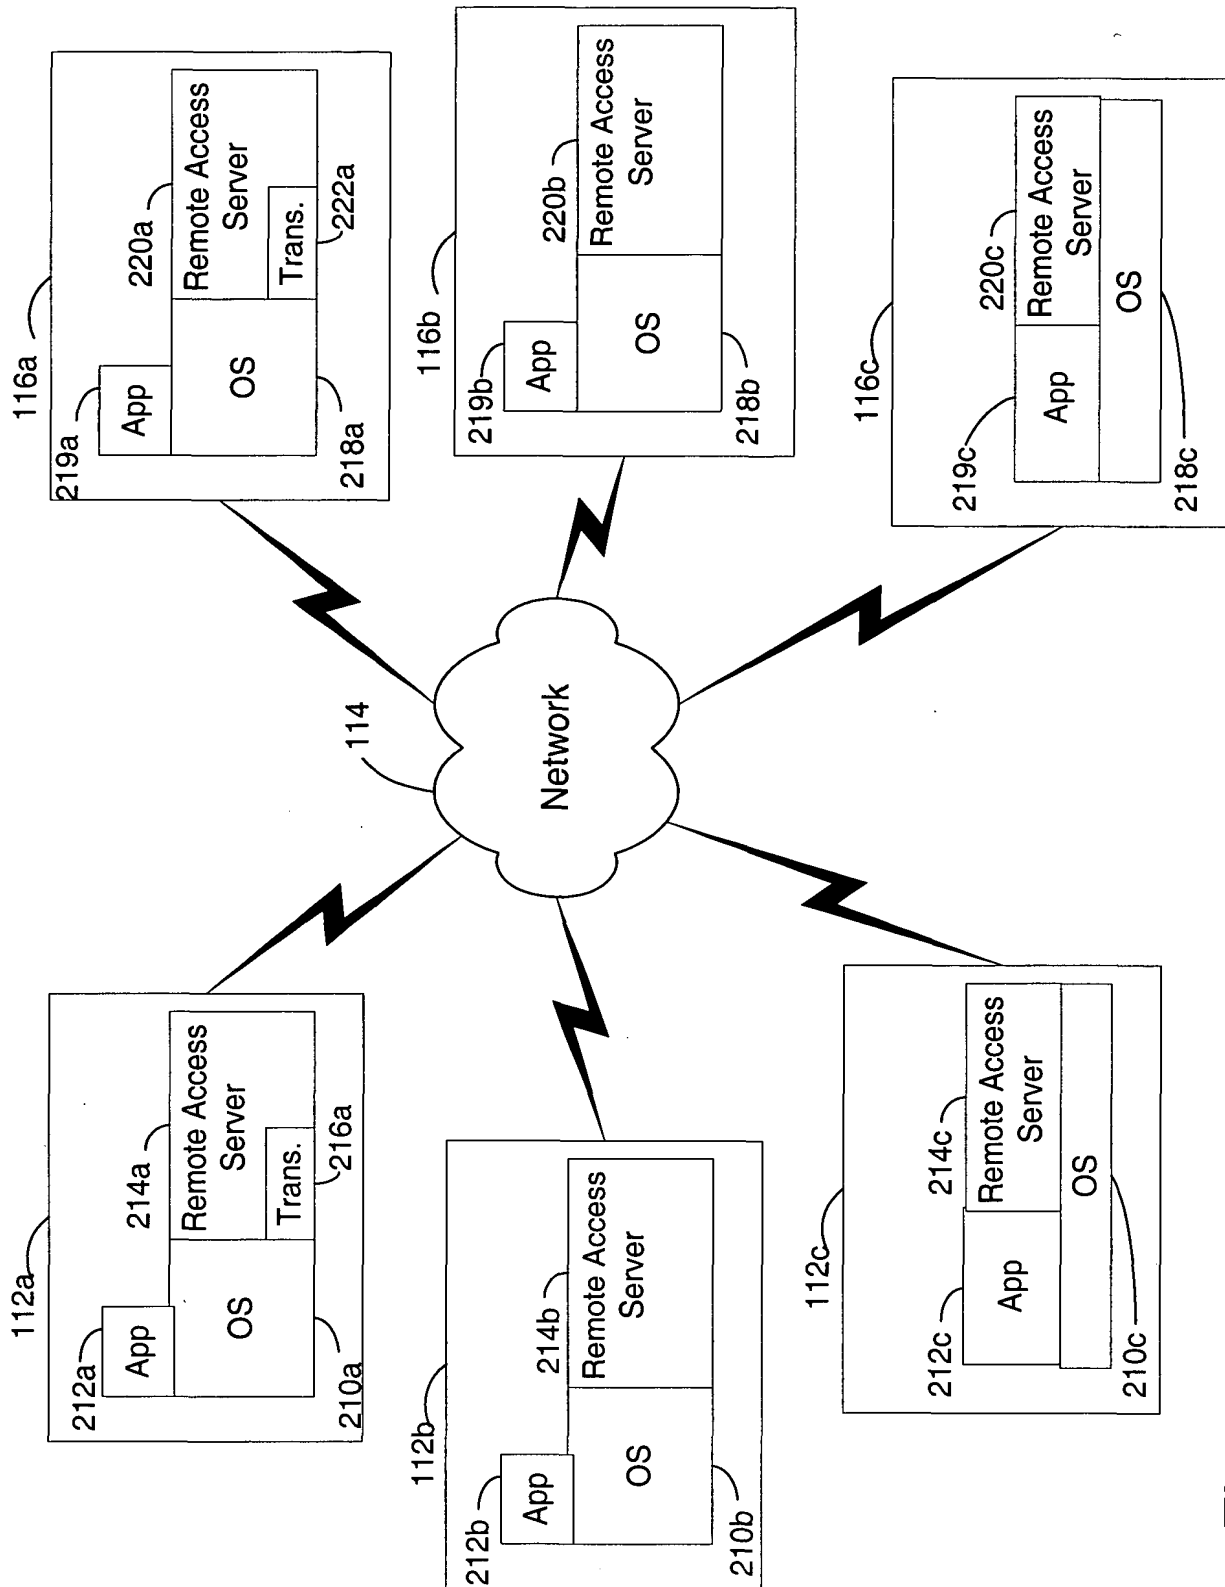 112a
212a
App
OS
210a
214a
Remote Access
Server
Trans.
216a
116a
219a
App
OS
218a
220a
Remote Access
Server
Trans.
222a
112b
212b
App
OS
210b
214b
Remote Access
Server
114
Network
116b
219b
App
OS
218b
220b
Remote Access
Server
112c
212c
App
214c
Remote Access
Server
OS
210c
116c
219c
App
220c
Remote Access
Server
OS
218c